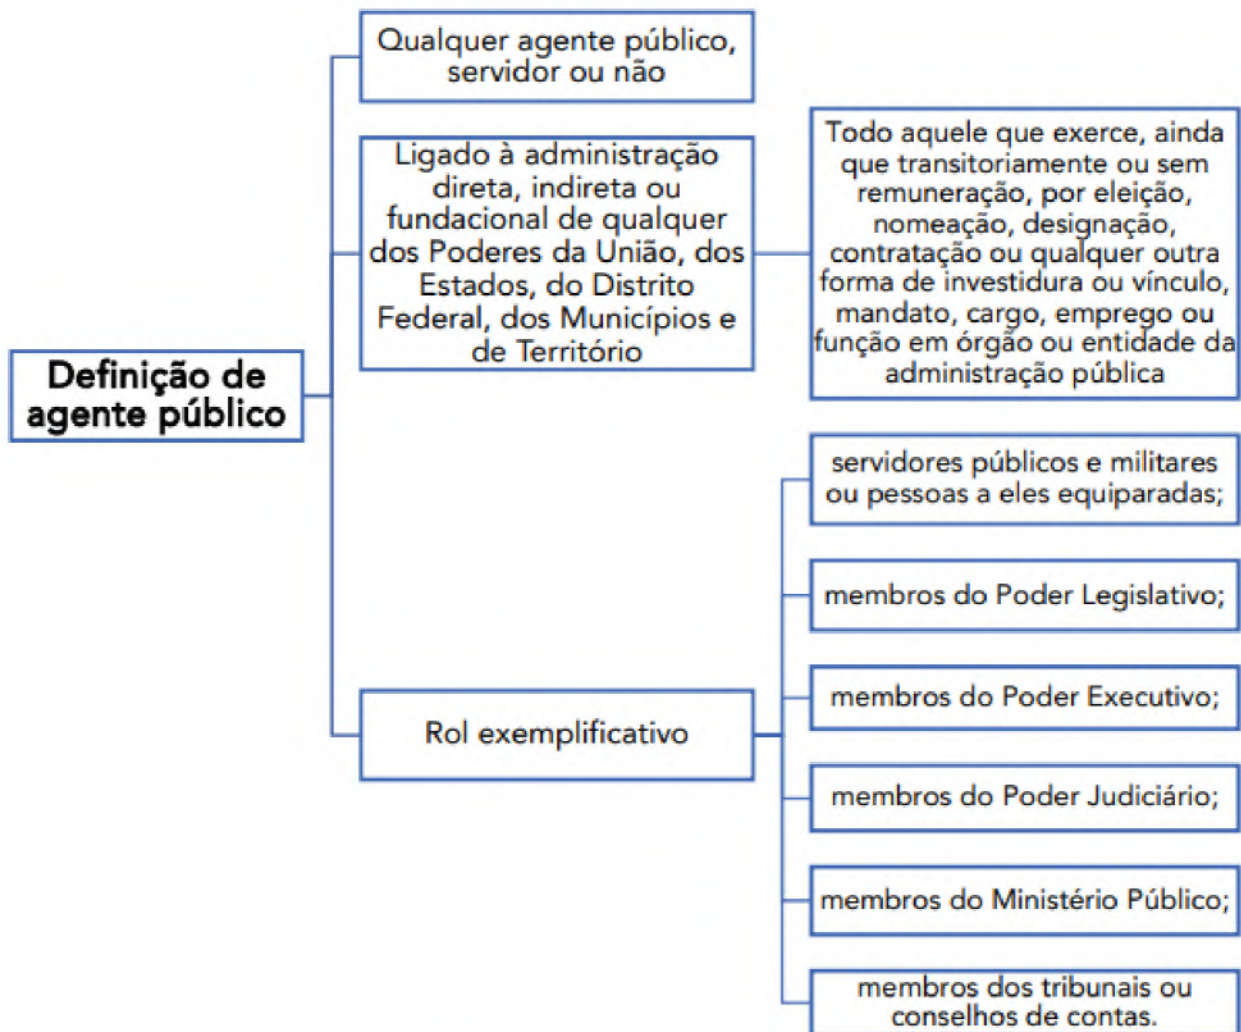 Definição de
agente público
Qualquer agente público,
servidor ou não
Ligado à administração
direta, indireta ou
fundacional de qualquer
dos Poderes da União, dos
Estados, do Distrito
Federal, dos Municípios e
de Território
Todo aquele que exerce, ainda
que transitoriamente ou sem
remuneração, por eleição,
nomeação, designação,
contratação ou qualquer outra
forma de investidura ou vínculo,
mandato, cargo, emprego ou
função em órgão ou entidade da
administração pública
Rol exemplificativo
servidores públicos e militares
ou pessoas a eles equiparadas;
membros do Poder Legislativo;
membros do Poder Executivo;
membros do Poder Judiciário;
membros do Ministério Público;
membros dos tribunais ou
conselhos de contas.